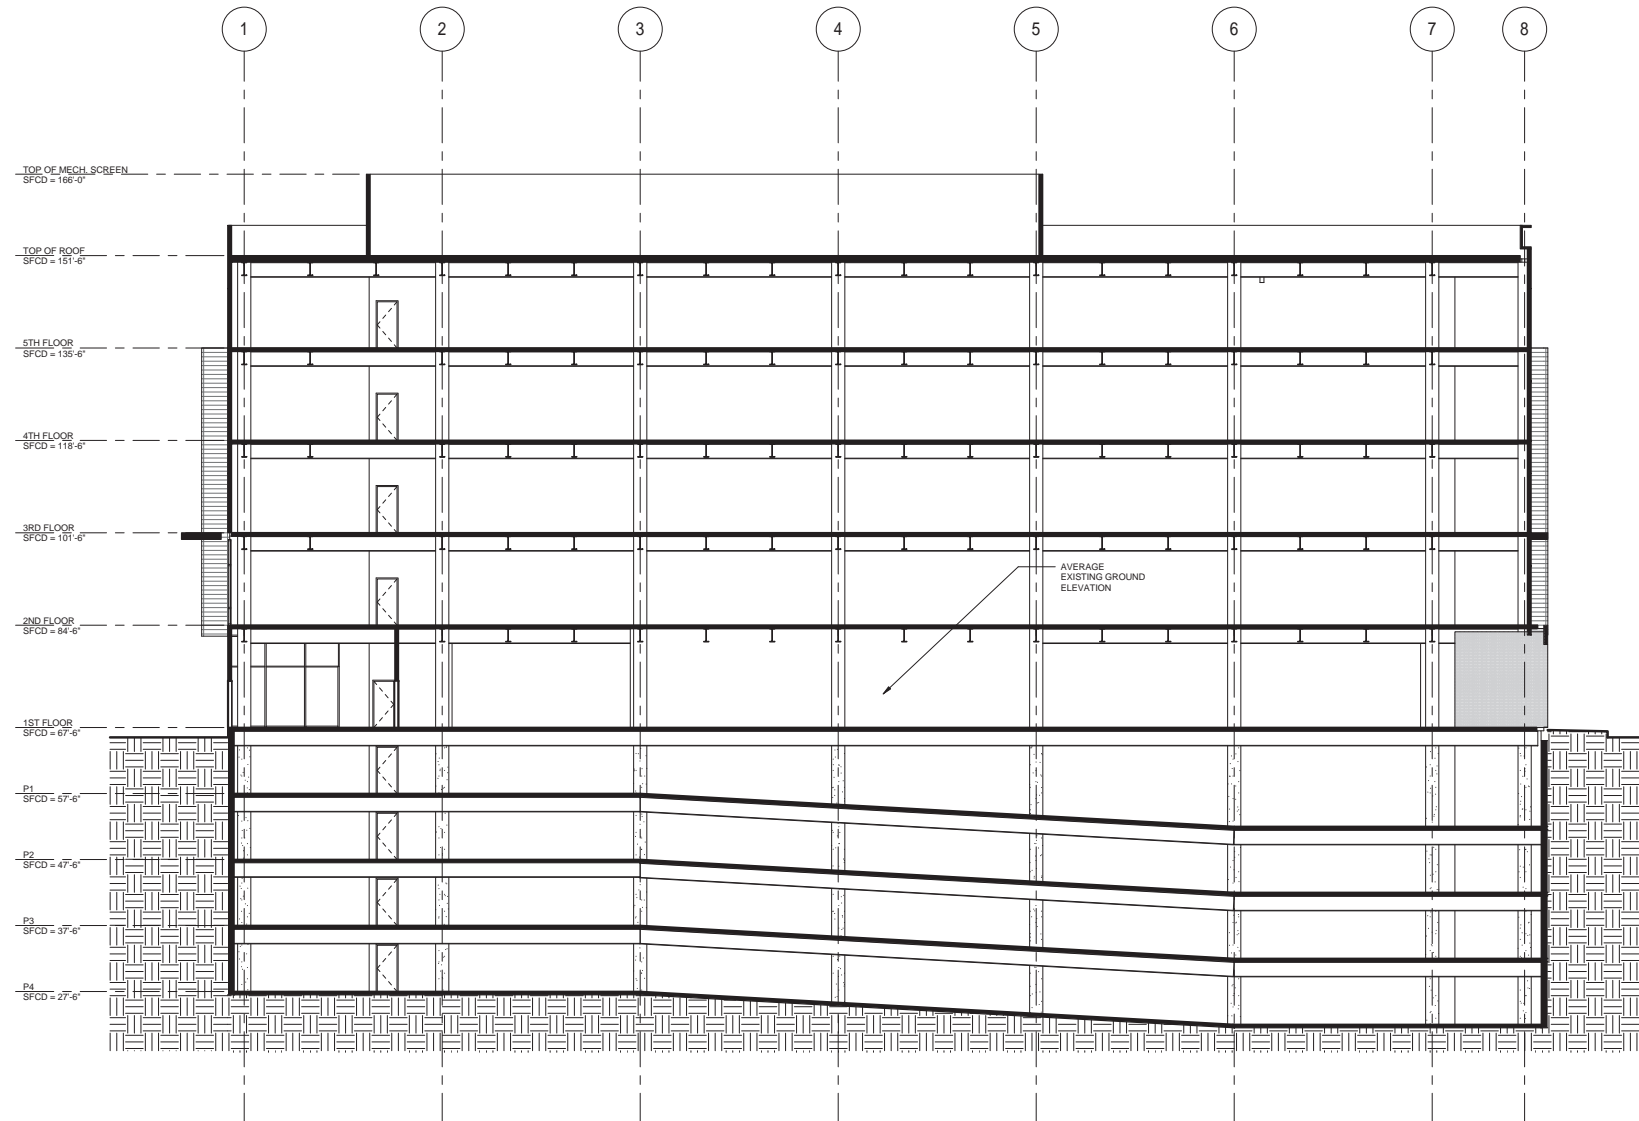 1 2 3 4 5 6 7 8
TOP OF MECH. SCREEN
SFCD = 166'-0"
TOP OF ROOF
SFCD = 151'-6"
5TH FLOOR
SFCD = 135'-6"
4TH FLOOR
SFCD = 118'-6"
3RD FLOOR
SFCD = 101'-6"
AVERAGE
EXISTING GROUND
ELEVATION
2ND FLOOR
SFCD = 84'-6"
1ST FLOOR
SFCD = 67'-6"
P1
SFCD = 57'-6"
P2
SFCD = 47'-6"
P3
SFCD = 37'-6"
P4
SFCD = 27'-6"